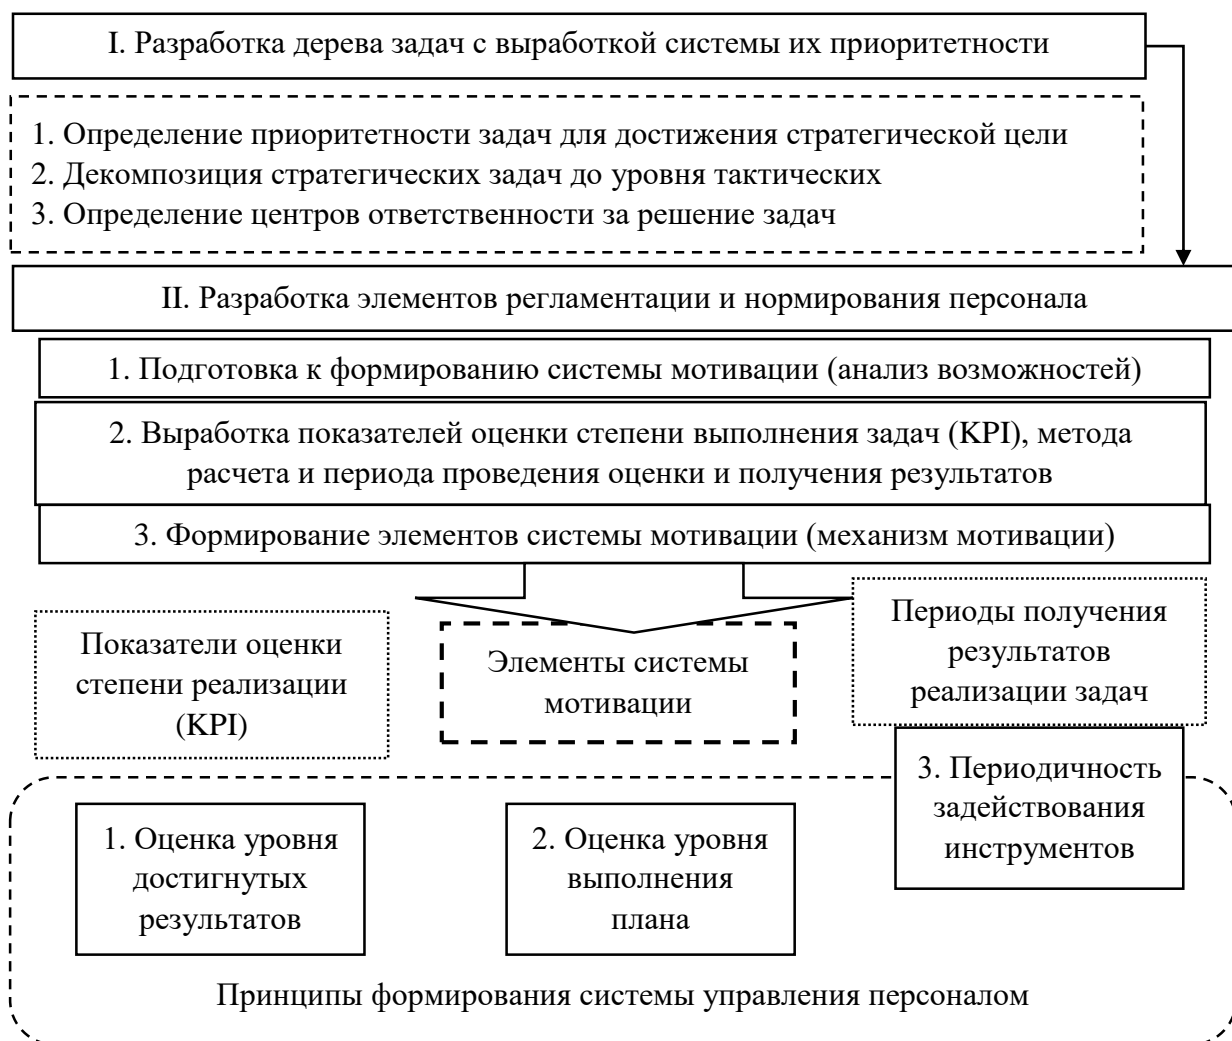 I. Разработка дерева задач с выработкой системы их приоритетности
1. Определение приоритетности задач для достижения стратегической цели
2. Декомпозиция стратегических задач до уровня тактических
3. Определение центров ответственности за решение задач
II. Разработка элементов регламентации и нормирования персонала
1. Подготовка к формированию системы мотивации (анализ возможностей)
2. Выработка показателей оценки степени выполнения задач (KPI), метода
расчета и периода проведения оценки и получения результатов
3. Формирование элементов системы мотивации (механизм мотивации)
Показатели оценки
степени реализации
(KPI)
Элементы системы
мотивации
Периоды получения
результатов
реализации задач
1. Оценка уровня
достигнутых
результатов
2. Оценка уровня
выполнения
плана
3. Периодичность
задействования
инструментов
Принципы формирования системы управления персоналом